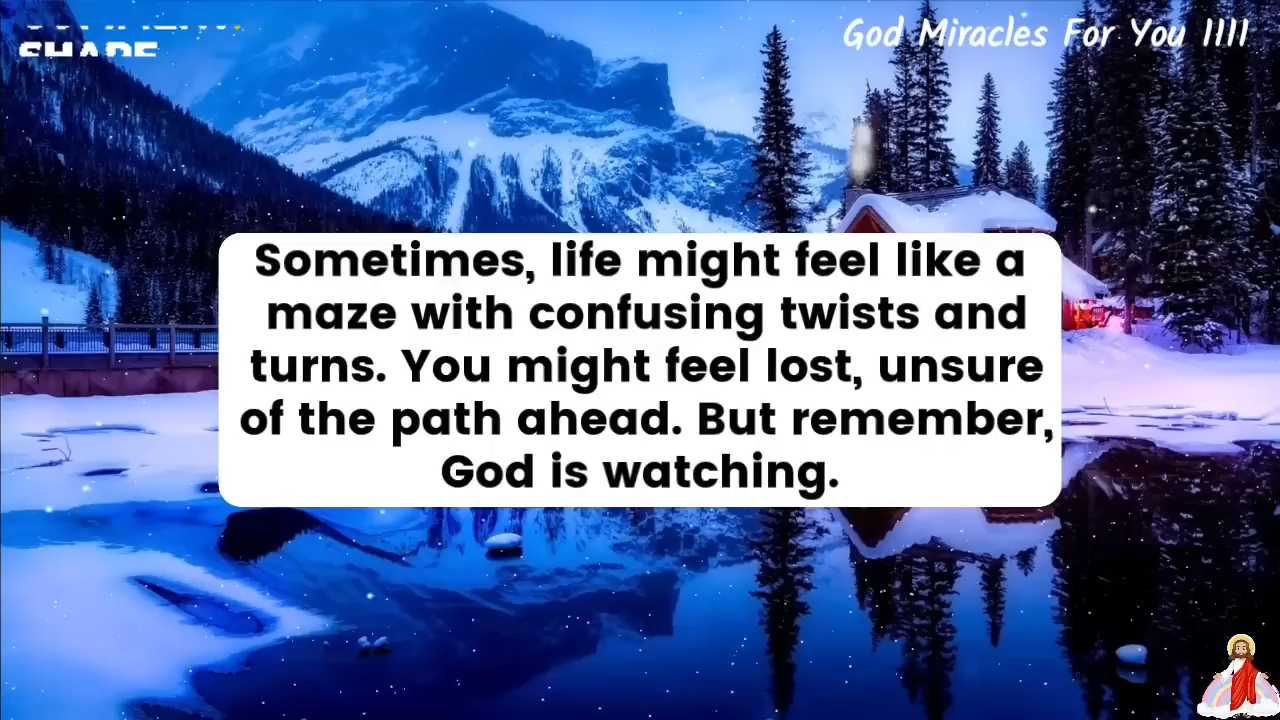 SHARE
God Miracles For You 1111
Sometimes, life might feel like a
maze with confusing twists and
turns. You might feel lost, unsure
of the path ahead. But remember,
God is watching.